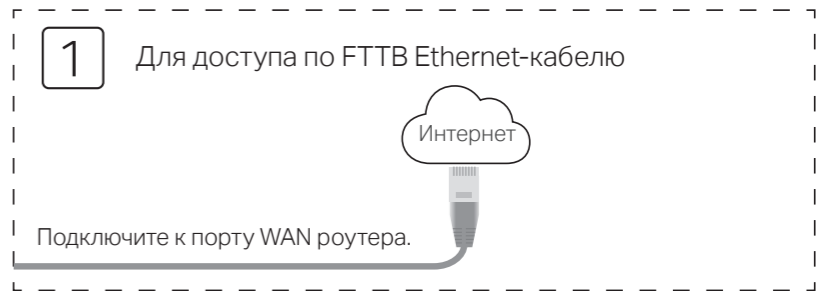 1
Для доступа по FTTB Ethernet-кабелю
Интернет
Подключите к порту WAN роутера.